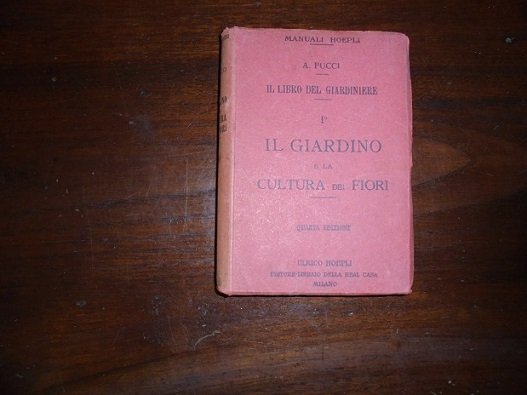 MANUALI HOEPLI
A. PUCCI
IL LIBRO DEL GIARDINIERE
I°
IL GIARDINO
E LA
CULTURA DEI FIORI
QUARTA EDIZIONE
ULRICO HOEPLI
EDITORE-LIBRAIO DELLA REAL CASA
MILANO